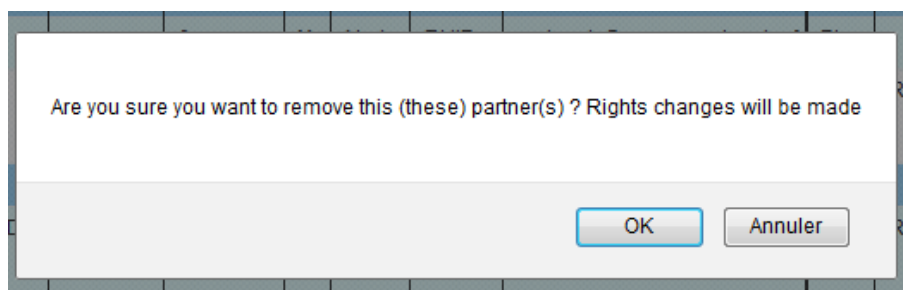 Are you sure you want to remove this (these) partner(s) ? Rights changes will be made
OK
Annuler